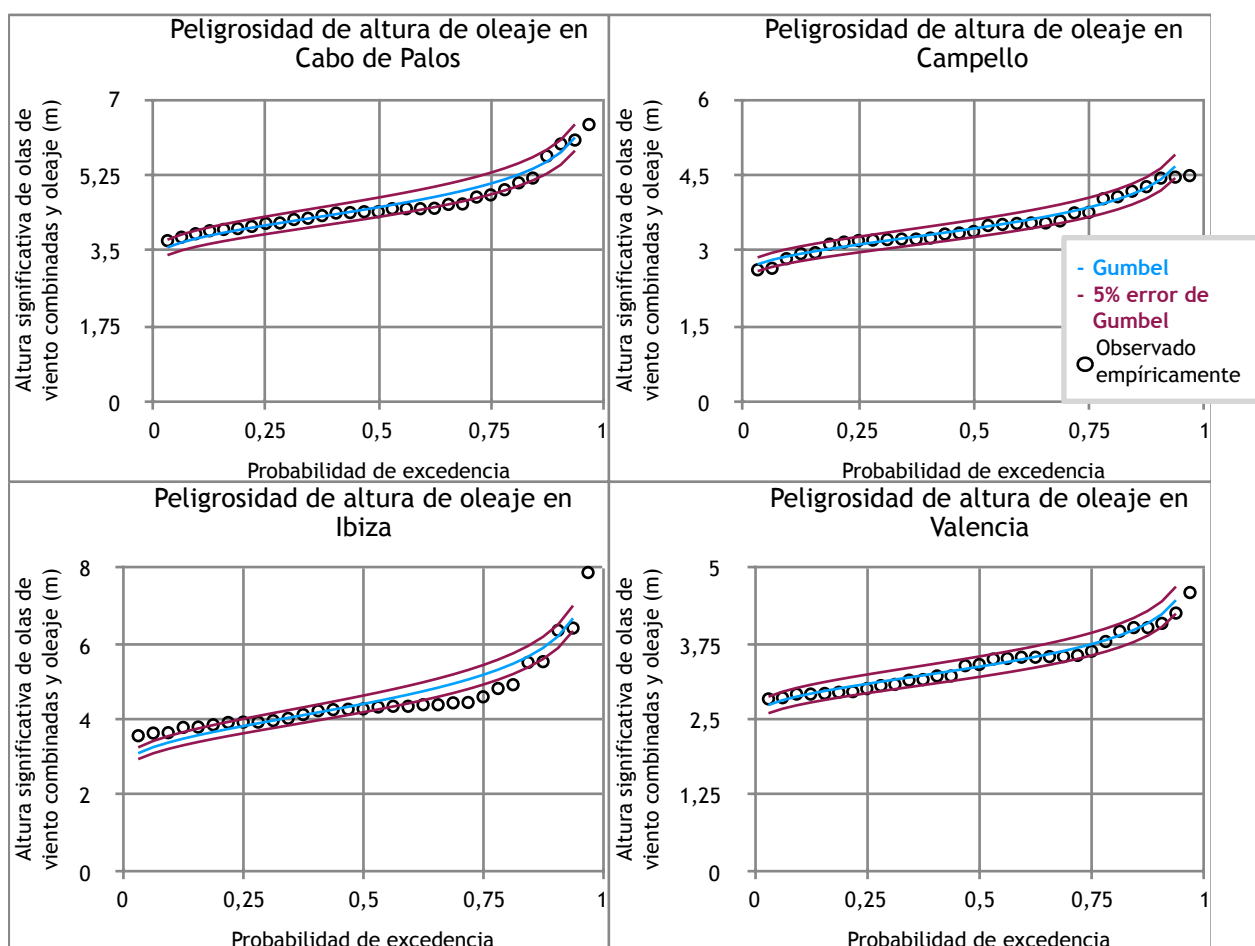 Peligrosidad de altura de oleaje en
Cabo de Palos
Altura significativa de olas de
viento combinadas y oleaje (m)
7
5,25
3,5
1,75
0
0
0,25
0,5
0,75
1
Probabilidad de excedencia
Peligrosidad de altura de oleaje en
Campello
Altura significativa de olas de
viento combinadas y oleaje (m)
6
4,5
3
1,5
0
0
0,25
0,5
0,75
1
Probabilidad de excedencia
- Gumbel
- 5% error de
Gumbel
Observado
empíricamente
Peligrosidad de altura de oleaje en
Ibiza
Altura significativa de olas de
viento combinadas y oleaje (m)
8
6
4
2
0
0
0,25
0,5
0,75
1
Probabilidad de excedencia
Peligrosidad de altura de oleaje en
Valencia
Altura significativa de olas de
viento combinadas y oleaje (m)
5
3,75
2,5
1,25
0
0
0,25
0,5
0,75
1
Probabilidad de excedencia